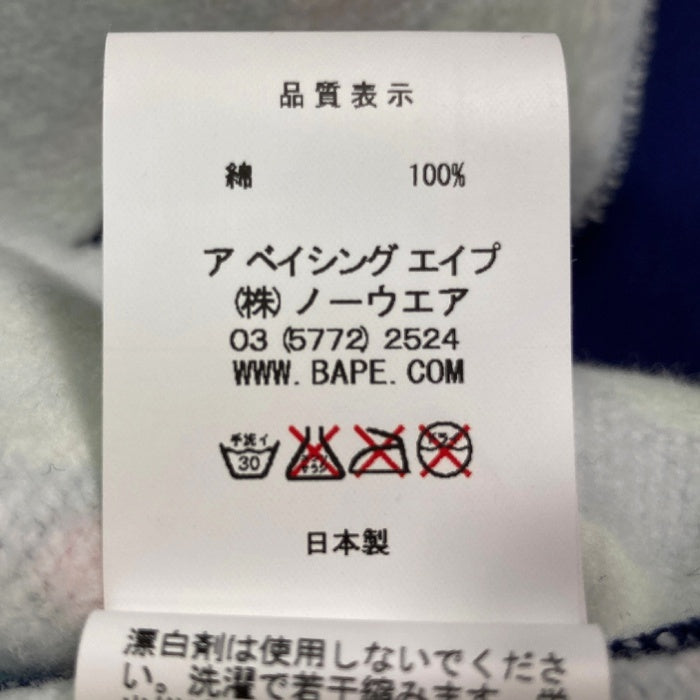 品質表示
綿 100%
ア ベイシング エイプ
(株) ノーウエア
03 (5772) 2524
WWW. BAPE. COM
手洗イ
30
日本製
漂白剤は使用しないでくださ
い。洗濯で若干縮みます